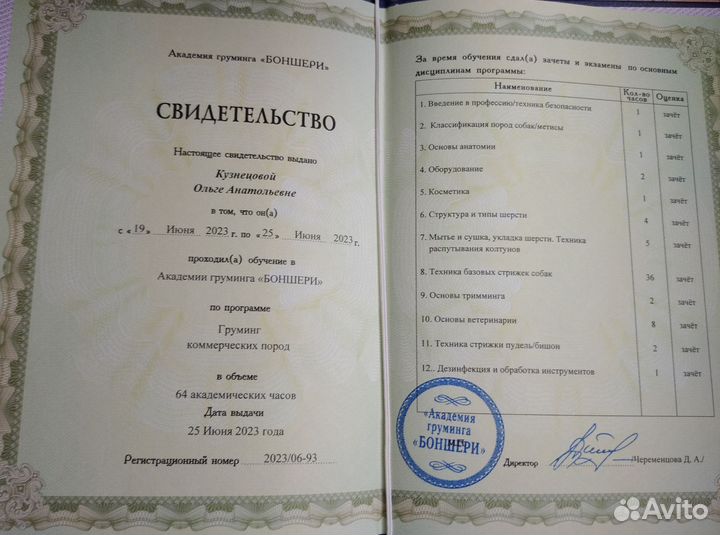 Академия груминга «БОНШЕРИ»
СВИДЕТЕЛЬСТВО
Настоящее свидетельство выдано
Кузнецовой
Ольге Анатольевне
в том, что он(а)
с «19» Июня 2023 г. по «25» Июня 2023 г.
проходил(а) обучение в
Академии груминга «БОНШЕРИ»
по программе
Груминг
коммерческих пород
в объеме
64 академических часов
Дата выдачи
25 Июня 2023 года
Регистрационный номер 2023/06-93
За время обучения сдал(а) зачеты и экзамены по основным
дисциплинам программы:
Наименование Кол-во часов Оценка
1. Введение в профессию/техника безопасности 1 зачёт
2. Классификация пород собак/метисы 1 зачёт
3. Основы анатомии 1 зачёт
4. Оборудование 2 зачёт
5. Косметика 1 зачёт
6. Структура и типы шерсти 4 зачёт
7. Мытье и сушка, укладка шерсти. Техника
распутывания колтунов 5 зачёт
8. Техника базовых стрижек собак 36 зачёт
9. Основы тримминга 2 зачёт
10. Основы ветеринарии 8 зачёт
11. Техника стрижки пудель/бишон 2 зачёт
12.. Дезинфекция и обработка инструментов 1 зачёт
«Академия
груминга
«БОНШЕРИ»
Директор /Череменцова Д. А./
Avito